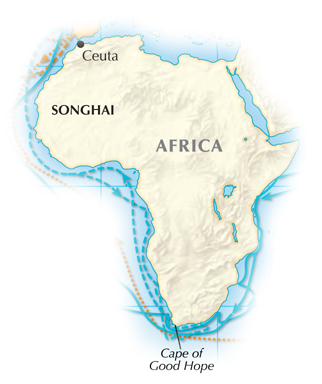 Ceuta
SONGHAI
AFRICA
Cape of
Good Hope